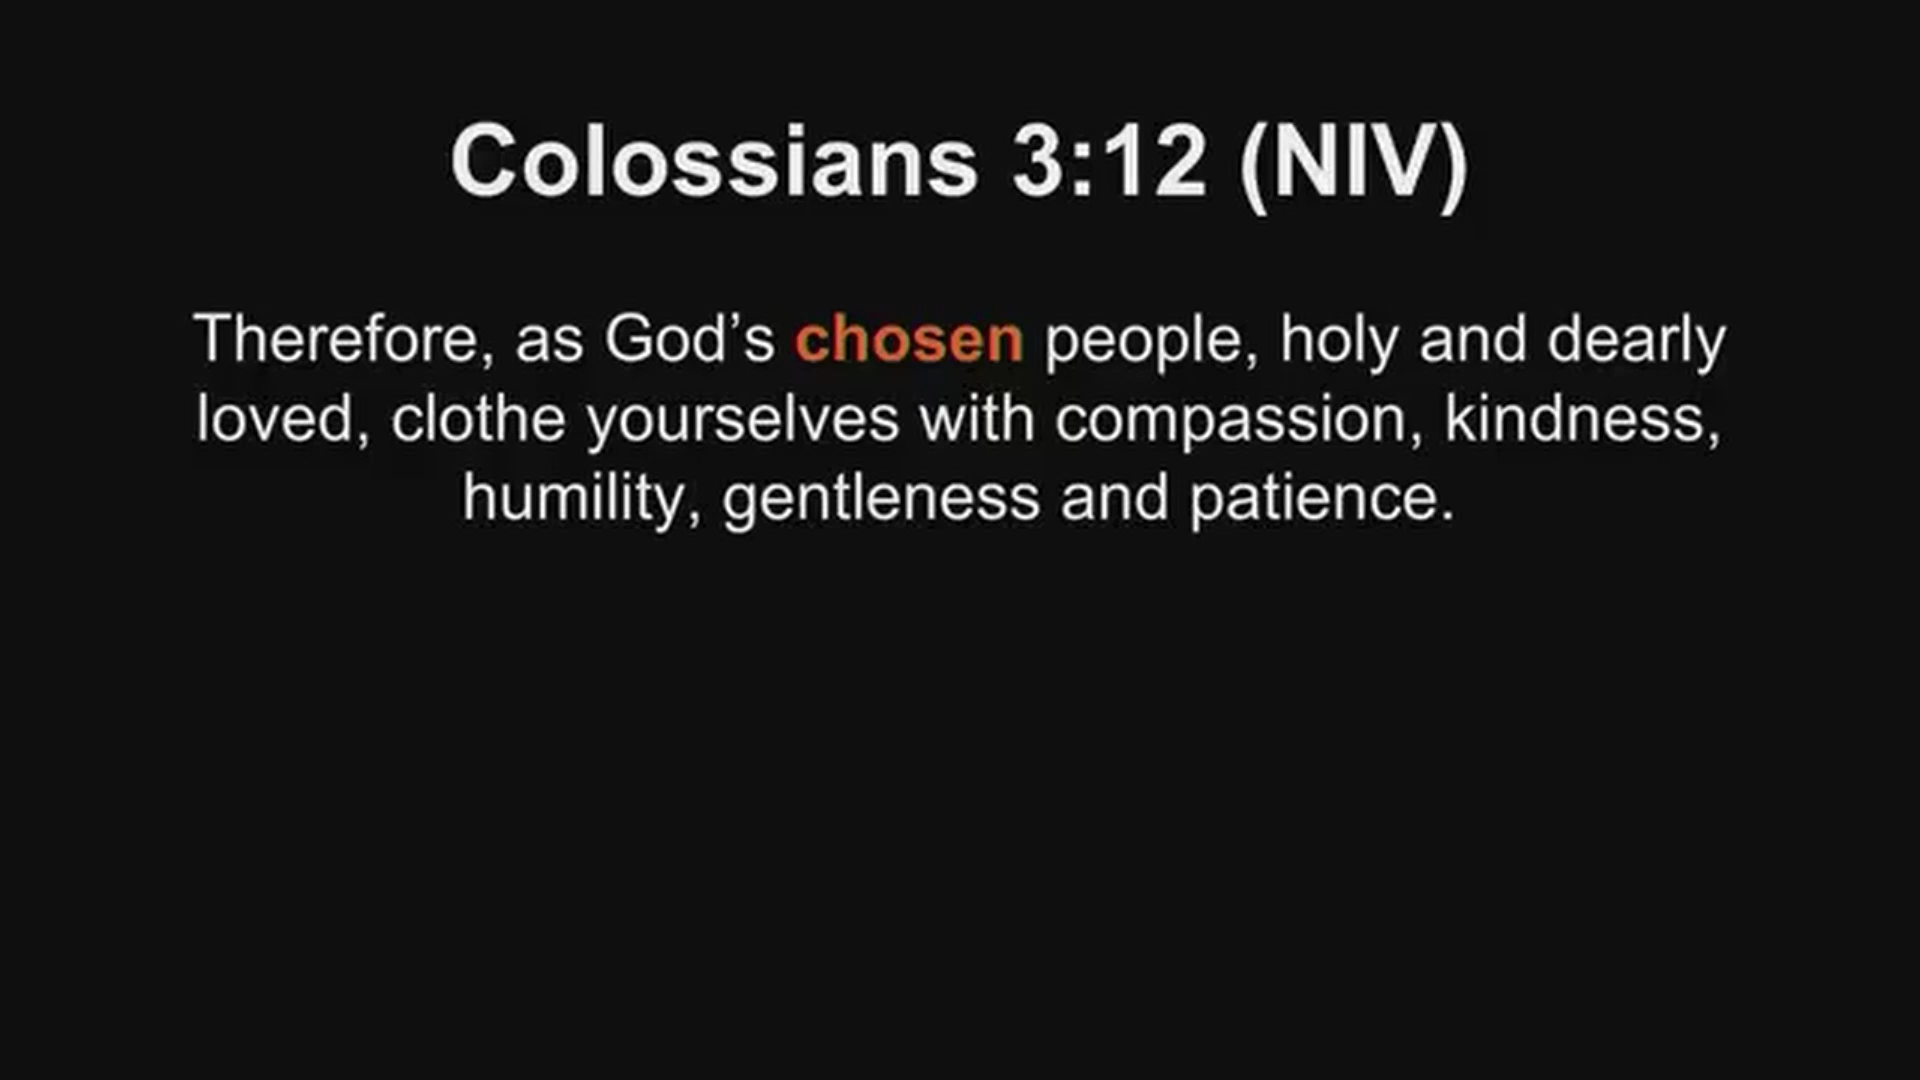 Colossians 3:12 (NIV)
Therefore, as God’s chosen people, holy and dearly
loved, clothe yourselves with compassion, kindness,
humility, gentleness and patience.